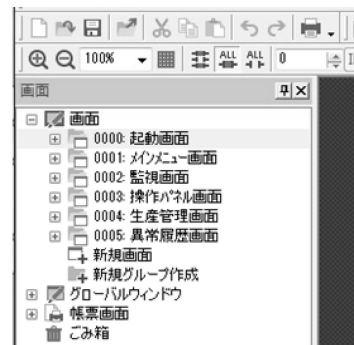 100%
ALL
ALL
0
画面
画面
0000: 起動画面
0001: メインメニュー画面
0002: 監視画面
0003: 操作パネル画面
0004: 生産管理画面
0005: 異常履歴画面
新規画面
新規グループ作成
グローバルウィンドウ
帳票画面
ごみ箱